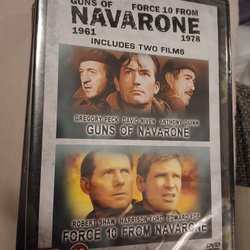 GUNS OF FORCE 10 FROM
NAVARONE
1961 1978
INCLUDES TWO FILMS
GREGORY PECK DAVID NIVEN ANTHONY QUINN
GUNS OF NAVARONE
ROBERT SHAW HARRISON FORD EDWARD FOX
FORCE 10 FROM NAVARONE
DVD